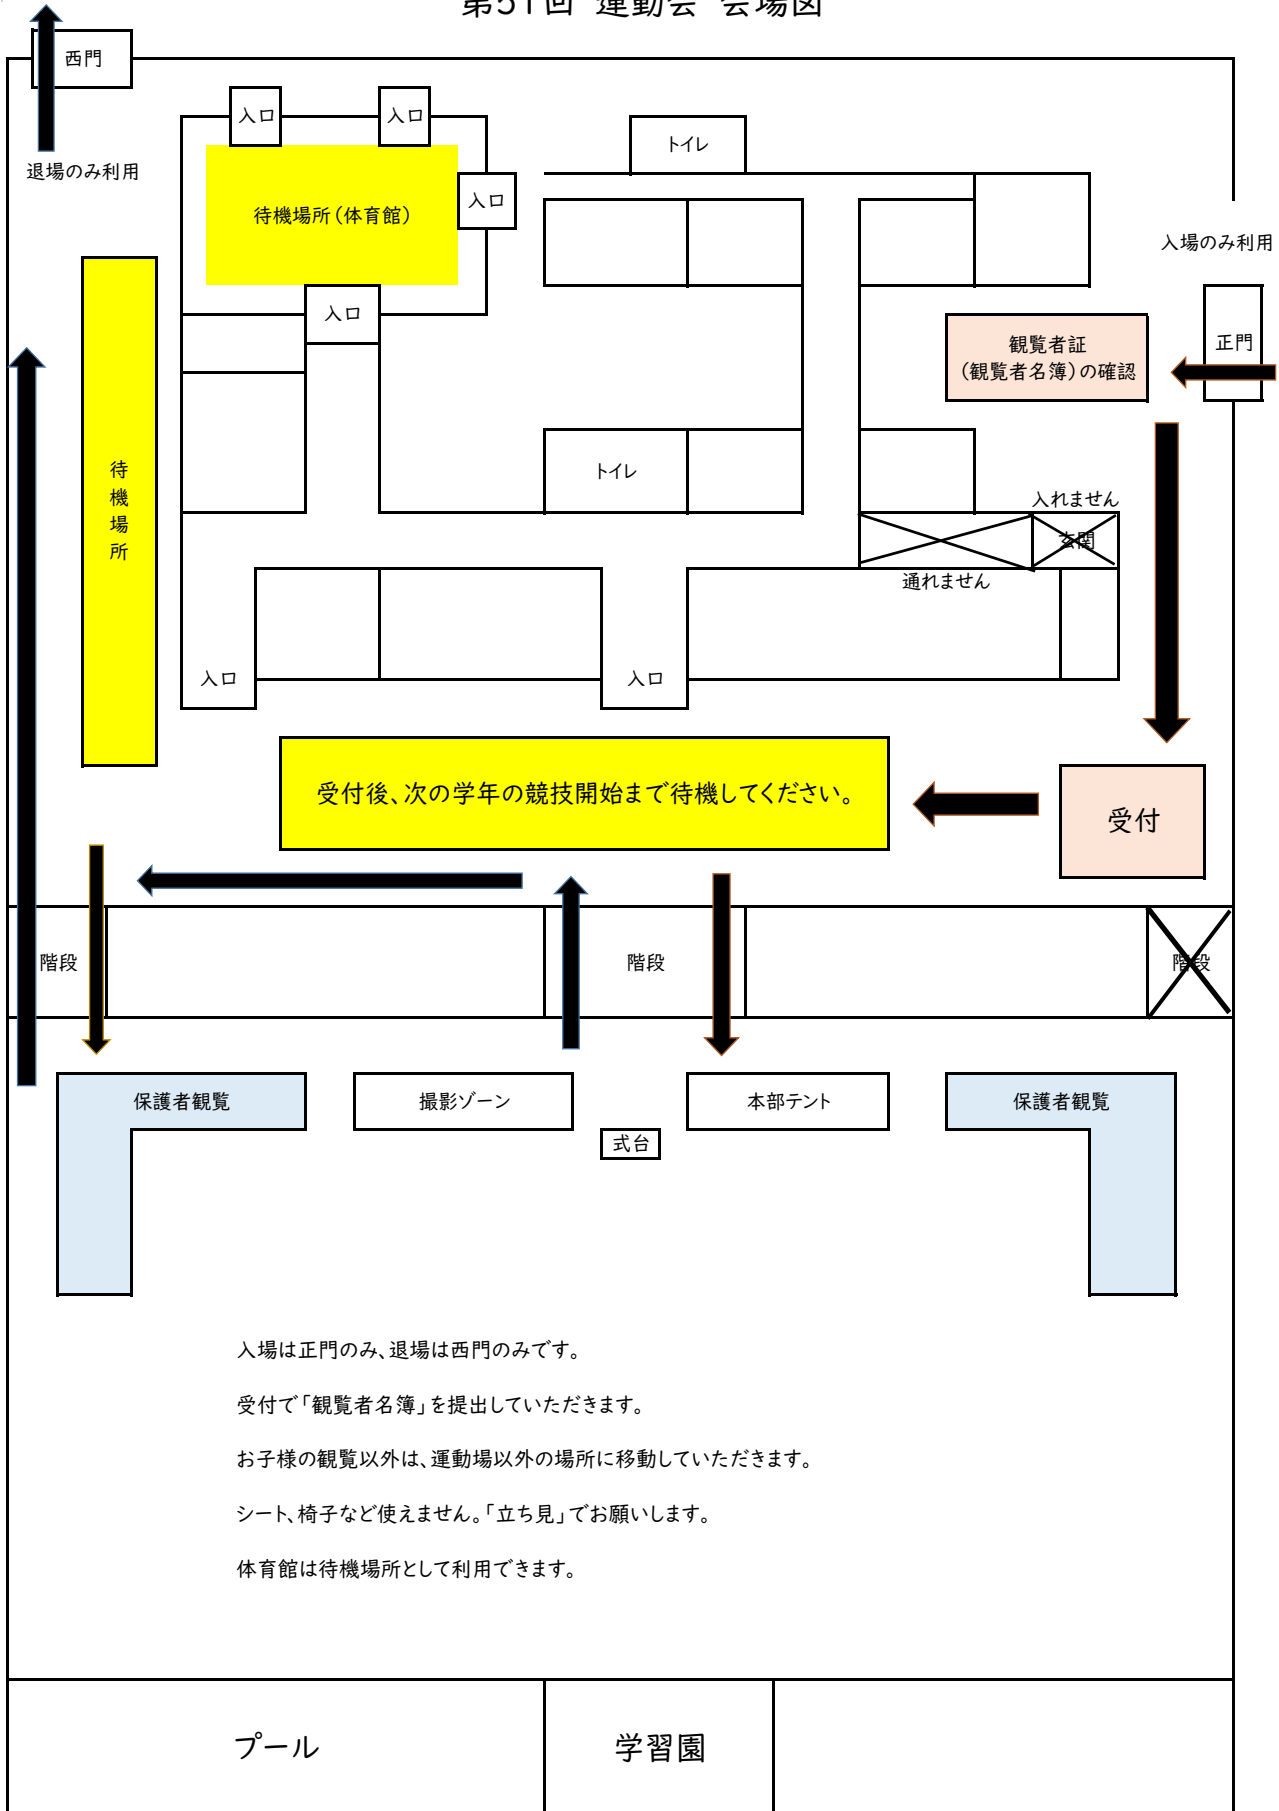 第51回 運動会 会場図
西門
入口
入口
トイレ
退場のみ利用
入口
待機場所(体育館)
入場のみ利用
入口
正門
観覧者証
(観覧者名簿)の確認
待機場所
トイレ
入れません
玄関
通れません
入口
入口
受付後、次の学年の競技開始まで待機してください。
受付
階段
階段
階段
保護者観覧
撮影ゾーン
本部テント
保護者観覧
式台
入場は正門のみ、退場は西門のみです。
受付で「観覧者名簿」を提出していただきます。
お子様の観覧以外は、運動場以外の場所に移動していただきます。
シート、椅子など使えません。「立ち見」でお願いします。
体育館は待機場所として利用できます。
プール
学習園